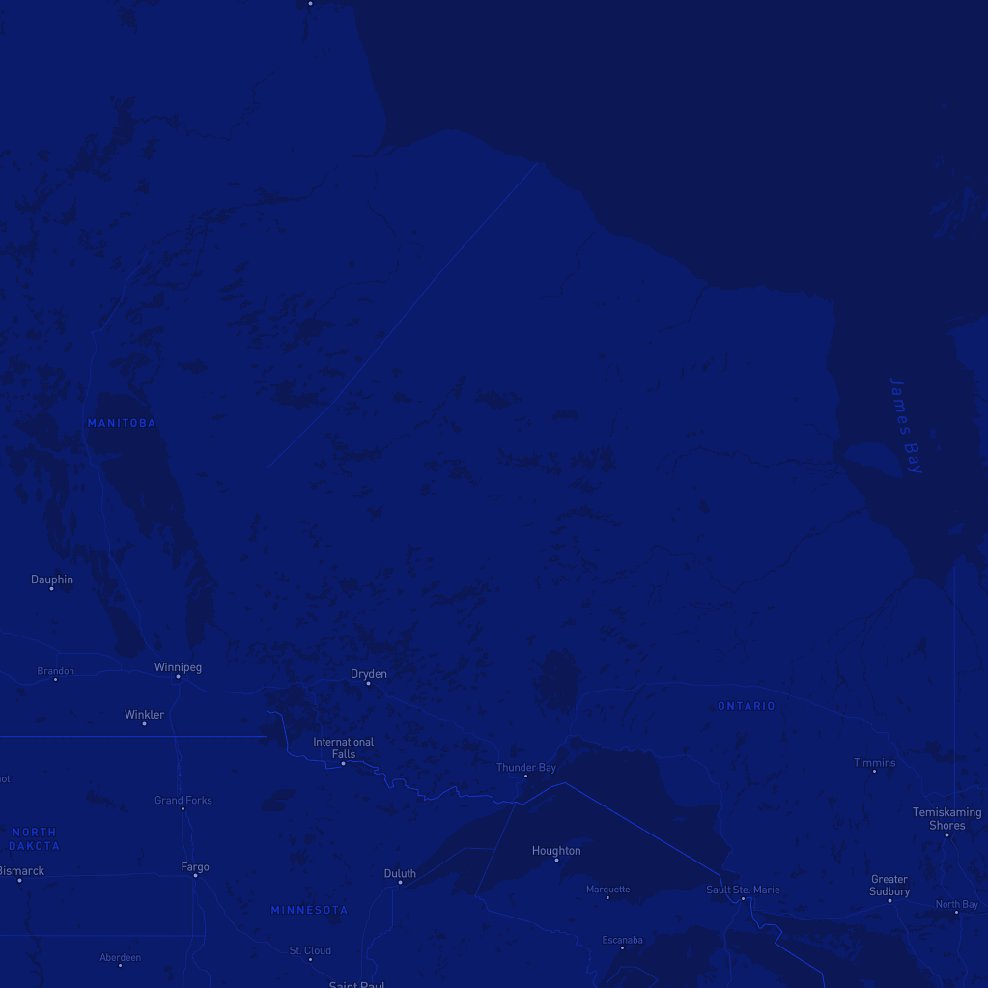 MANITOBA
James Bay
Dauphin
Winnipeg
Brandon
Dryden
ONTARIO
Winkler
International
Falls
Thunder Bay
Timmins
Grand Forks
Temiskaming
Shores
NORTH
DAKOTA
Houghton
Fargo
Bismarck
Duluth
Greater
Sudbury
Marquette
Sault Ste. Marie
North Bay
MINNESOTA
Escanaba
St. Cloud
Aberdeen
Saint Paul